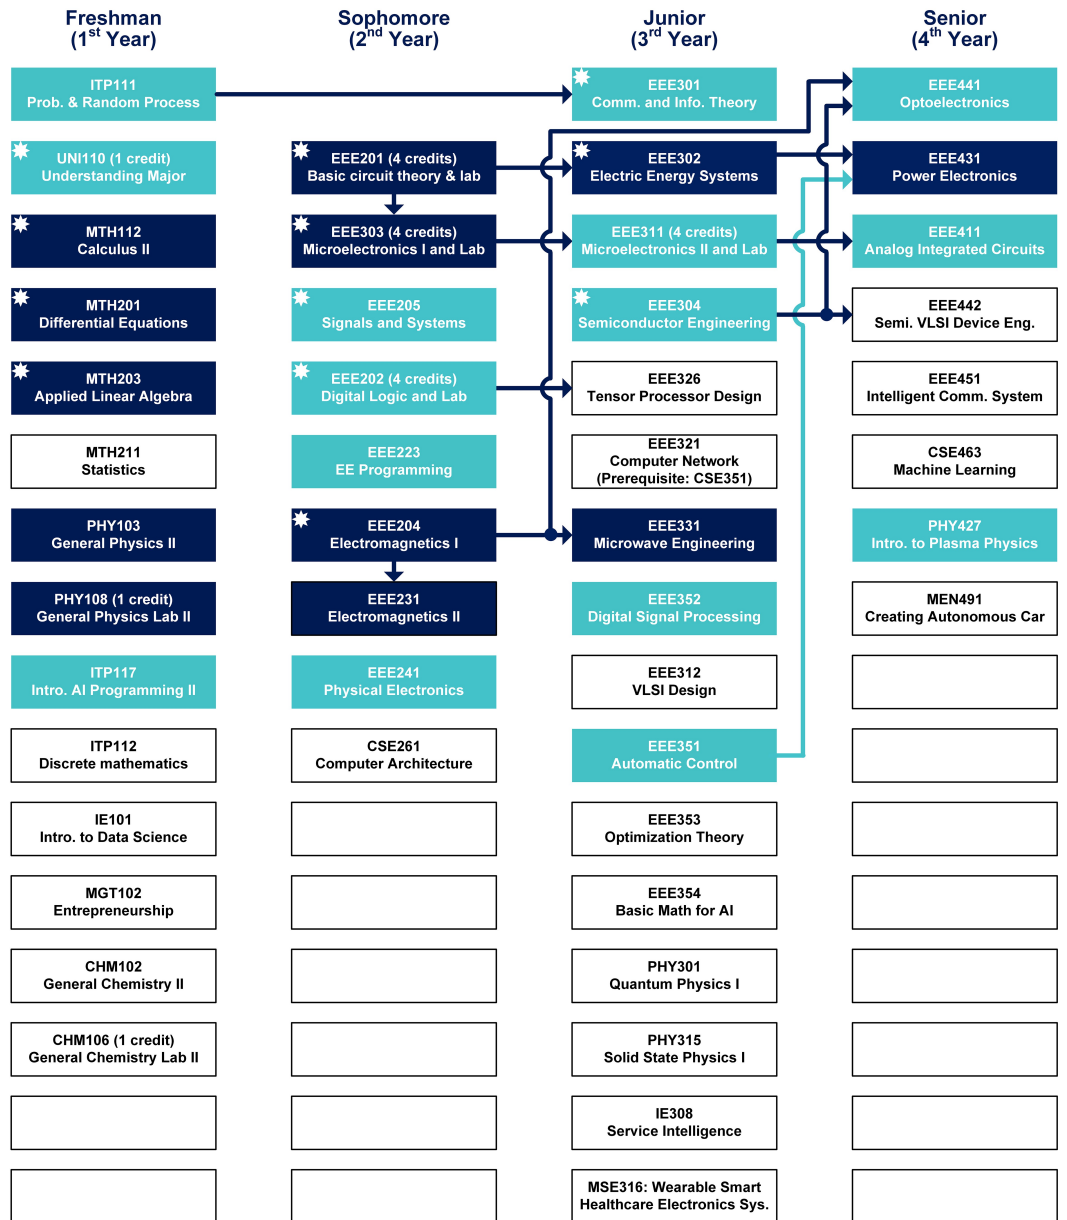 Freshman
(1st Year)
Sophomore
(2nd Year)
Junior
(3rd Year)
Senior
(4th Year)
ITP111
Prob. & Random Process
UNI110 (1 credit)
Understanding Major
MTH112
Calculus II
MTH201
Differential Equations
MTH203
Applied Linear Algebra
MTH211
Statistics
PHY103
General Physics II
PHY108 (1 credit)
General Physics Lab II
ITP117
Intro. AI Programming II
ITP112
Discrete mathematics
IE101
Intro. to Data Science
MGT102
Entrepreneurship
CHM102
General Chemistry II
CHM106 (1 credit)
General Chemistry Lab II
EEE201 (4 credits)
Basic circuit theory & lab
EEE303 (4 credits)
Microelectronics I and Lab
EEE205
Signals and Systems
EEE202 (4 credits)
Digital Logic and Lab
EEE223
EE Programming
EEE204
Electromagnetics I
EEE231
Electromagnetics II
EEE241
Physical Electronics
CSE261
Computer Architecture
EEE301
Comm. and Info. Theory
EEE302
Electric Energy Systems
EEE311 (4 credits)
Microelectronics II and Lab
EEE304
Semiconductor Engineering
EEE326
Tensor Processor Design
EEE321
Computer Network
(Prerequisite: CSE351)
EEE331
Microwave Engineering
EEE352
Digital Signal Processing
EEE312
VLSI Design
EEE351
Automatic Control
EEE353
Optimization Theory
EEE354
Basic Math for AI
PHY301
Quantum Physics I
PHY315
Solid State Physics I
IE308
Service Intelligence
MSE316: Wearable Smart
Healthcare Electronics Sys.
EEE441
Optoelectronics
EEE431
Power Electronics
EEE411
Analog Integrated Circuits
EEE442
Semi. VLSI Device Eng.
EEE451
Intelligent Comm. System
CSE463
Machine Learning
PHY427
Intro. to Plasma Physics
MEN491
Creating Autonomous Car